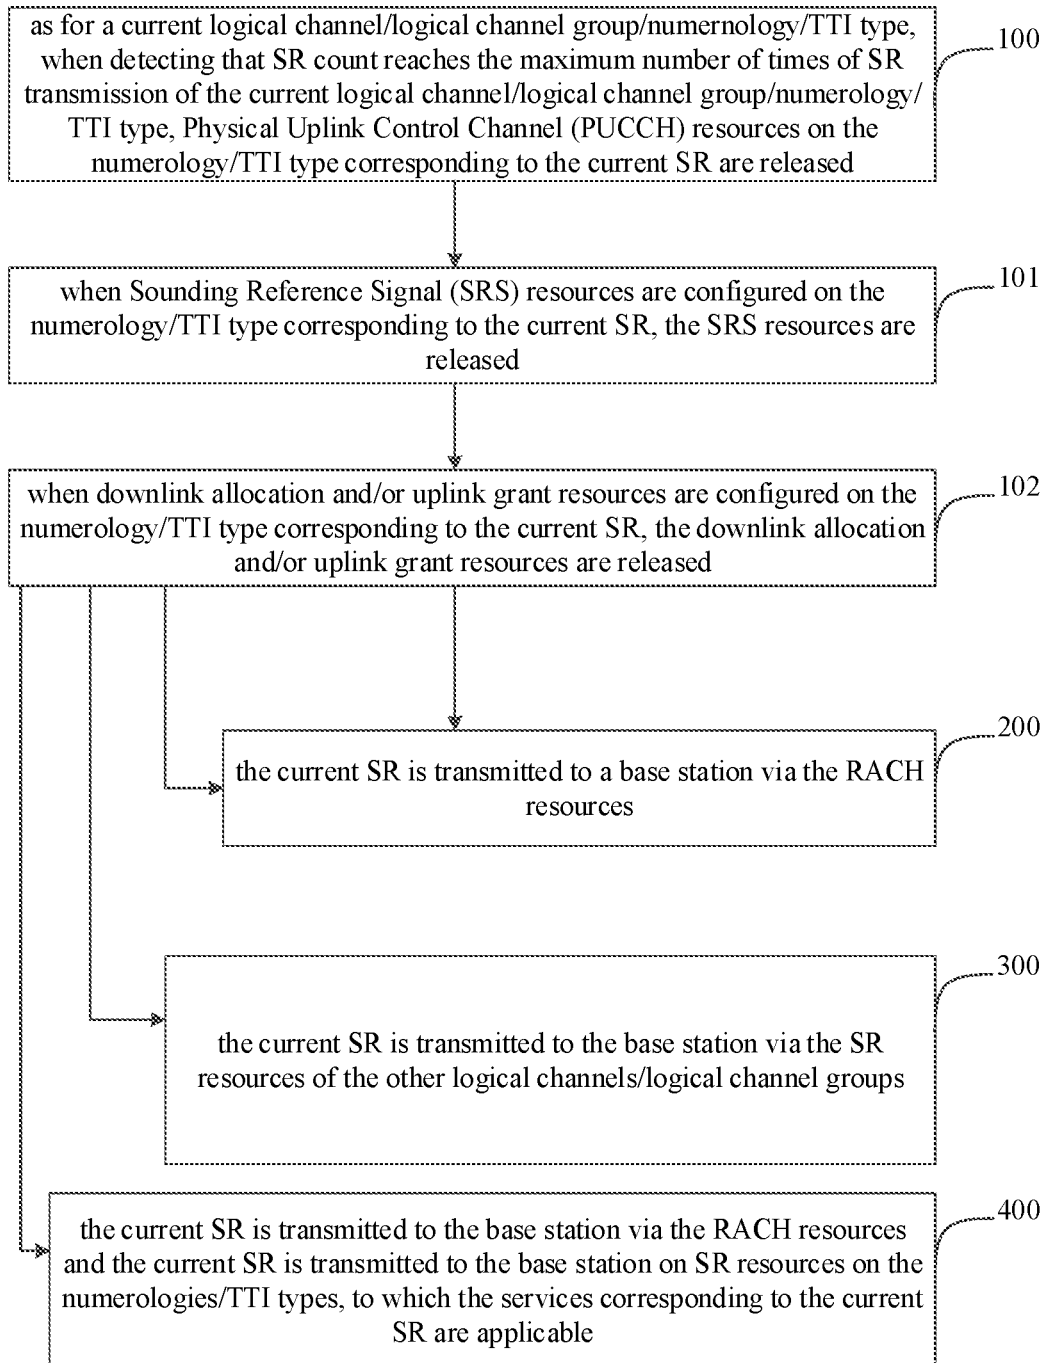 as for a current logical channel/logical channel group/numernology/TTI type,
when detecting that SR count reaches the maximum number of times of SR
transmission of the current logical channel/logical channel group/numerology/
TTI type, Physical Uplink Control Channel (PUCCH) resources on the
numerology/TTI type corresponding to the current SR are released
100
when Sounding Reference Signal (SRS) resources are configured on the
numerology/TTI type corresponding to the current SR, the SRS resources are
released
101
when downlink allocation and/or uplink grant resources are configured on the
numerology/TTI type corresponding to the current SR, the downlink allocation
and/or uplink grant resources are released
102
the current SR is transmitted to a base station via the RACH
resources
200
the current SR is transmitted to the base station via the SR
resources of the other logical channels/logical channel groups
300
the current SR is transmitted to the base station via the RACH resources
and the current SR is transmitted to the base station on SR resources on the
numerologies/TTI types, to which the services corresponding to the current
SR are applicable
400